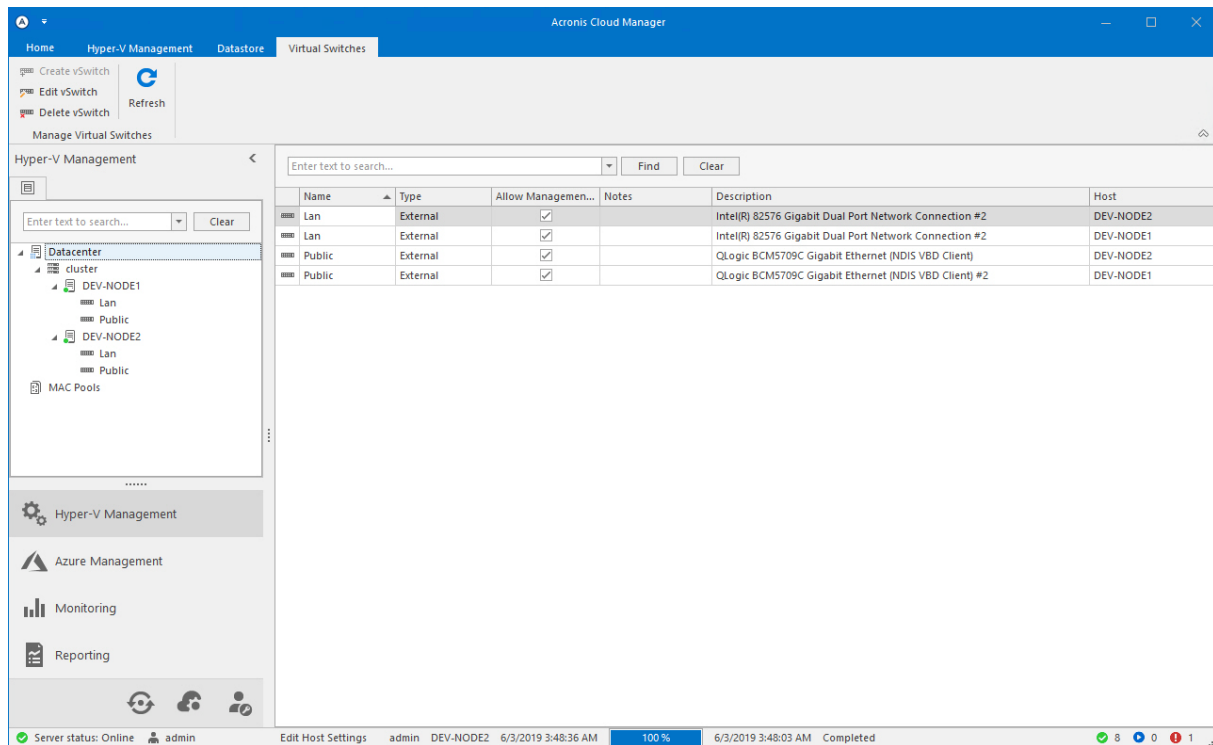 Acronis Cloud Manager
Home Hyper-V Management Datastore Virtual Switches
Create vSwitch
Edit vSwitch
Delete vSwitch
Refresh
Manage Virtual Switches
Hyper-V Management
Enter text to search... Clear
Datacenter
cluster
DEV-NODE1
Lan
Public
DEV-NODE2
Lan
Public
MAC Pools
Hyper-V Management
Azure Management
Monitoring
Reporting
Enter text to search... Find Clear
Name Type Allow Managemen... Notes Description Host
Lan External Intel(R) 82576 Gigabit Dual Port Network Connection #2 DEV-NODE2
Lan External Intel(R) 82576 Gigabit Dual Port Network Connection #2 DEV-NODE1
Public External QLogic BCM5709C Gigabit Ethernet (NDIS VBD Client) DEV-NODE2
Public External QLogic BCM5709C Gigabit Ethernet (NDIS VBD Client) #2 DEV-NODE1
Server status: Online admin Edit Host Settings admin DEV-NODE2 6/3/2019 3:48:36 AM 100 % 6/3/2019 3:48:03 AM Completed 8 0 1